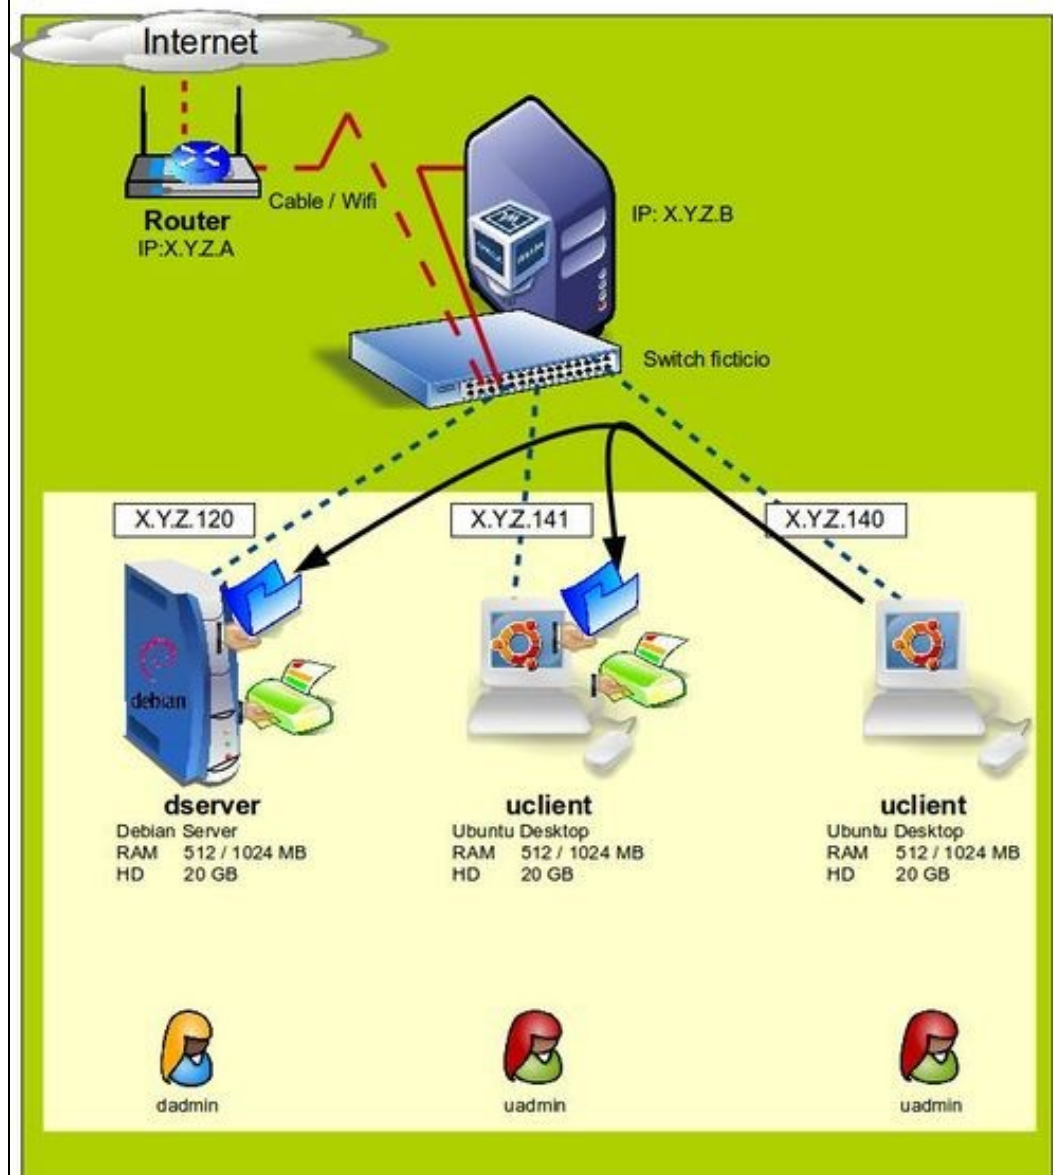 Internet
Cable / Wifi
Router
IP:X.Y.Z.A
IP: X.Y.Z.B
Switch ficticio
X.Y.Z.120
X.Y.Z.141
X.Y.Z.140
debian
dserver
Debian Server
RAM 512 / 1024 MB
HD 20 GB
uclient
Ubuntu Desktop
RAM 512 / 1024 MB
HD 20 GB
uclient
Ubuntu Desktop
RAM 512 / 1024 MB
HD 20 GB
dadmin
uadmin
uadmin